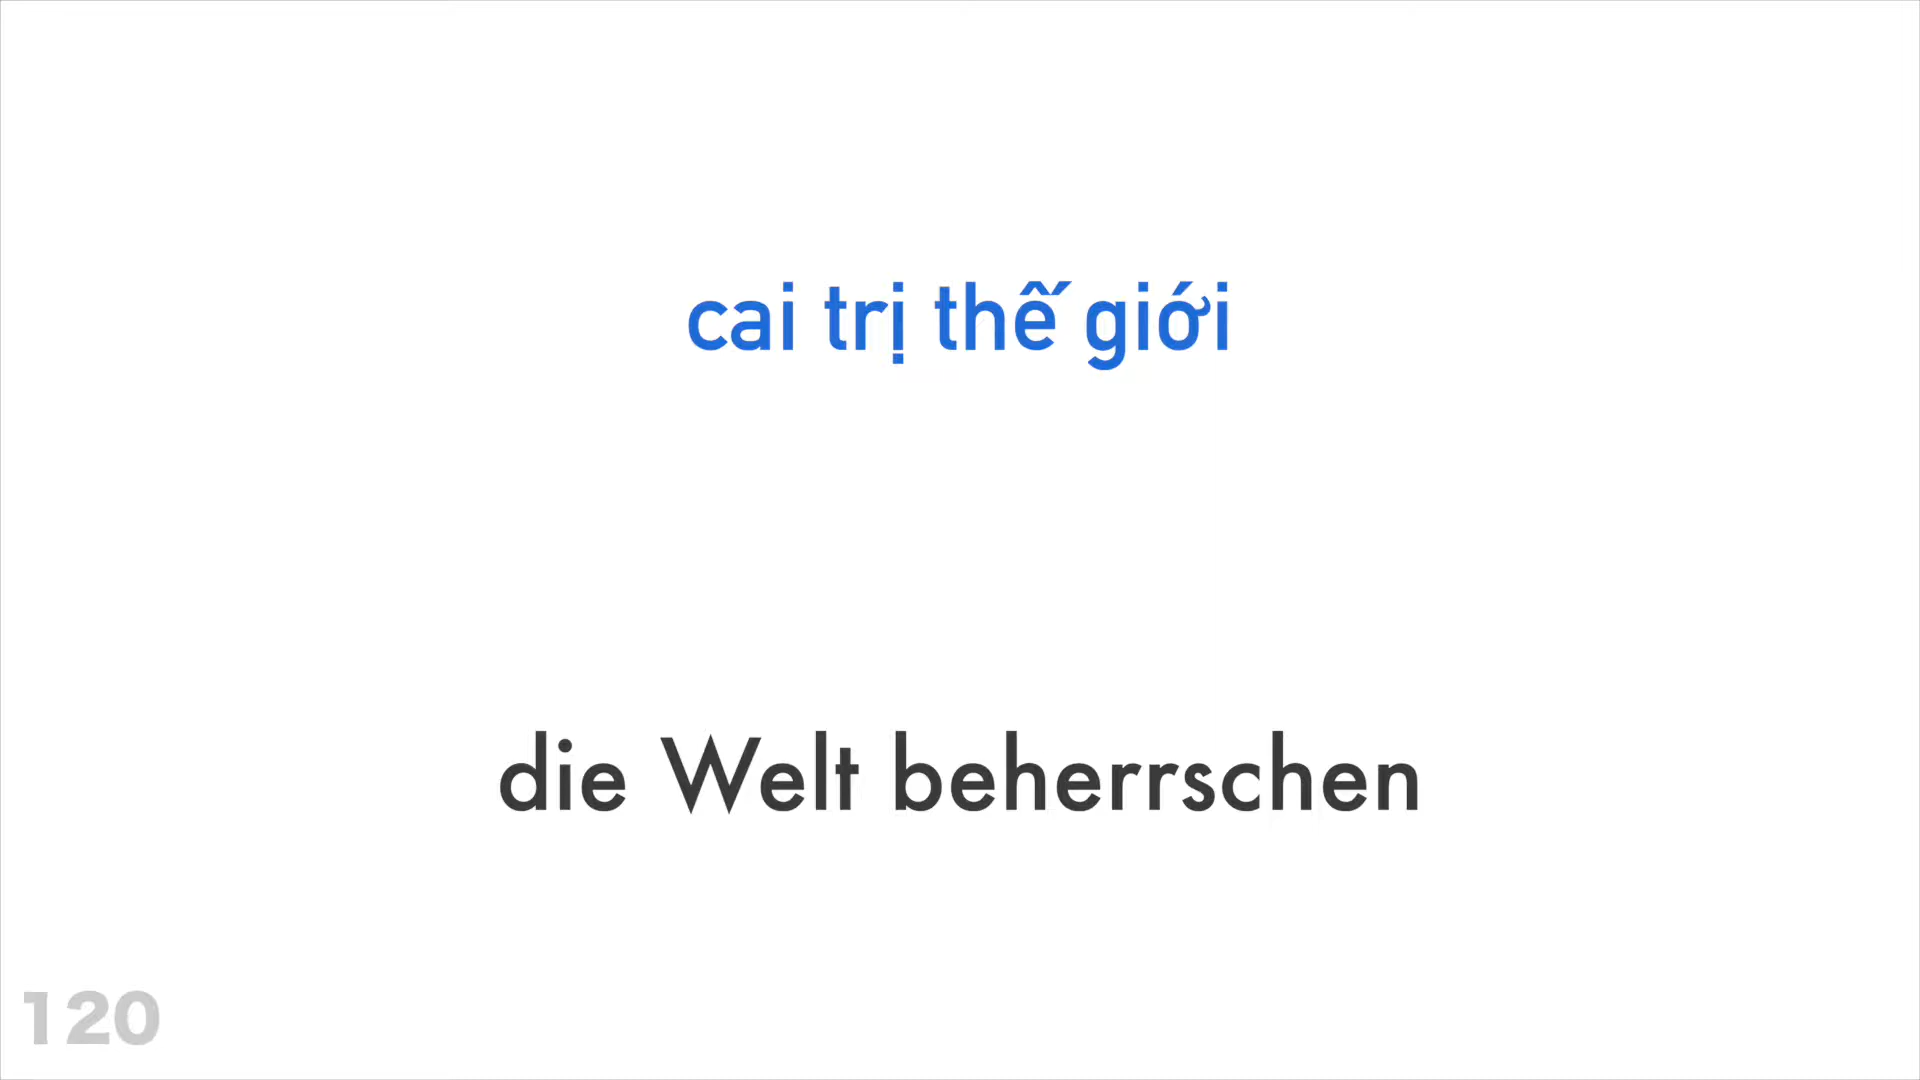 cai trị thế giới
die Welt beherrschen
120